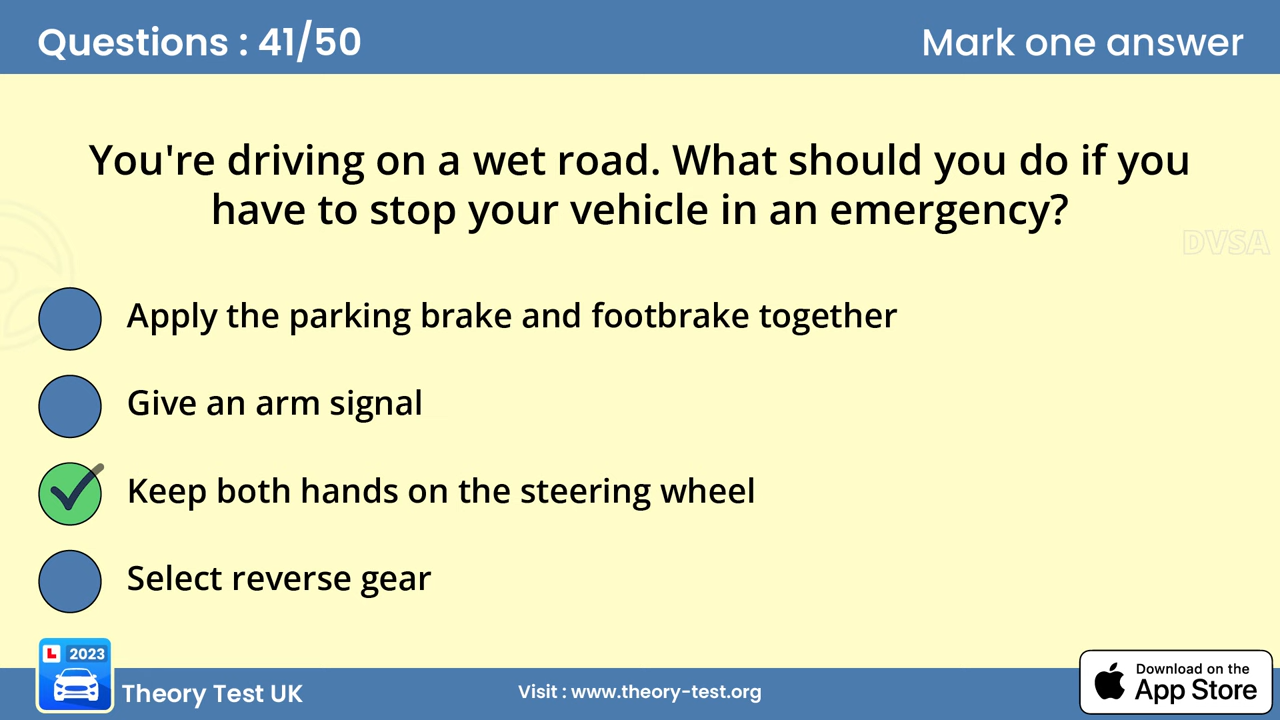 Questions : 41/50
Mark one answer
You're driving on a wet road. What should you do if you
have to stop your vehicle in an emergency?
DVSA
Apply the parking brake and footbrake together
Give an arm signal
Keep both hands on the steering wheel
Select reverse gear
L 2023
Theory Test UK
Visit : www.theory-test.org
Download on the
App Store